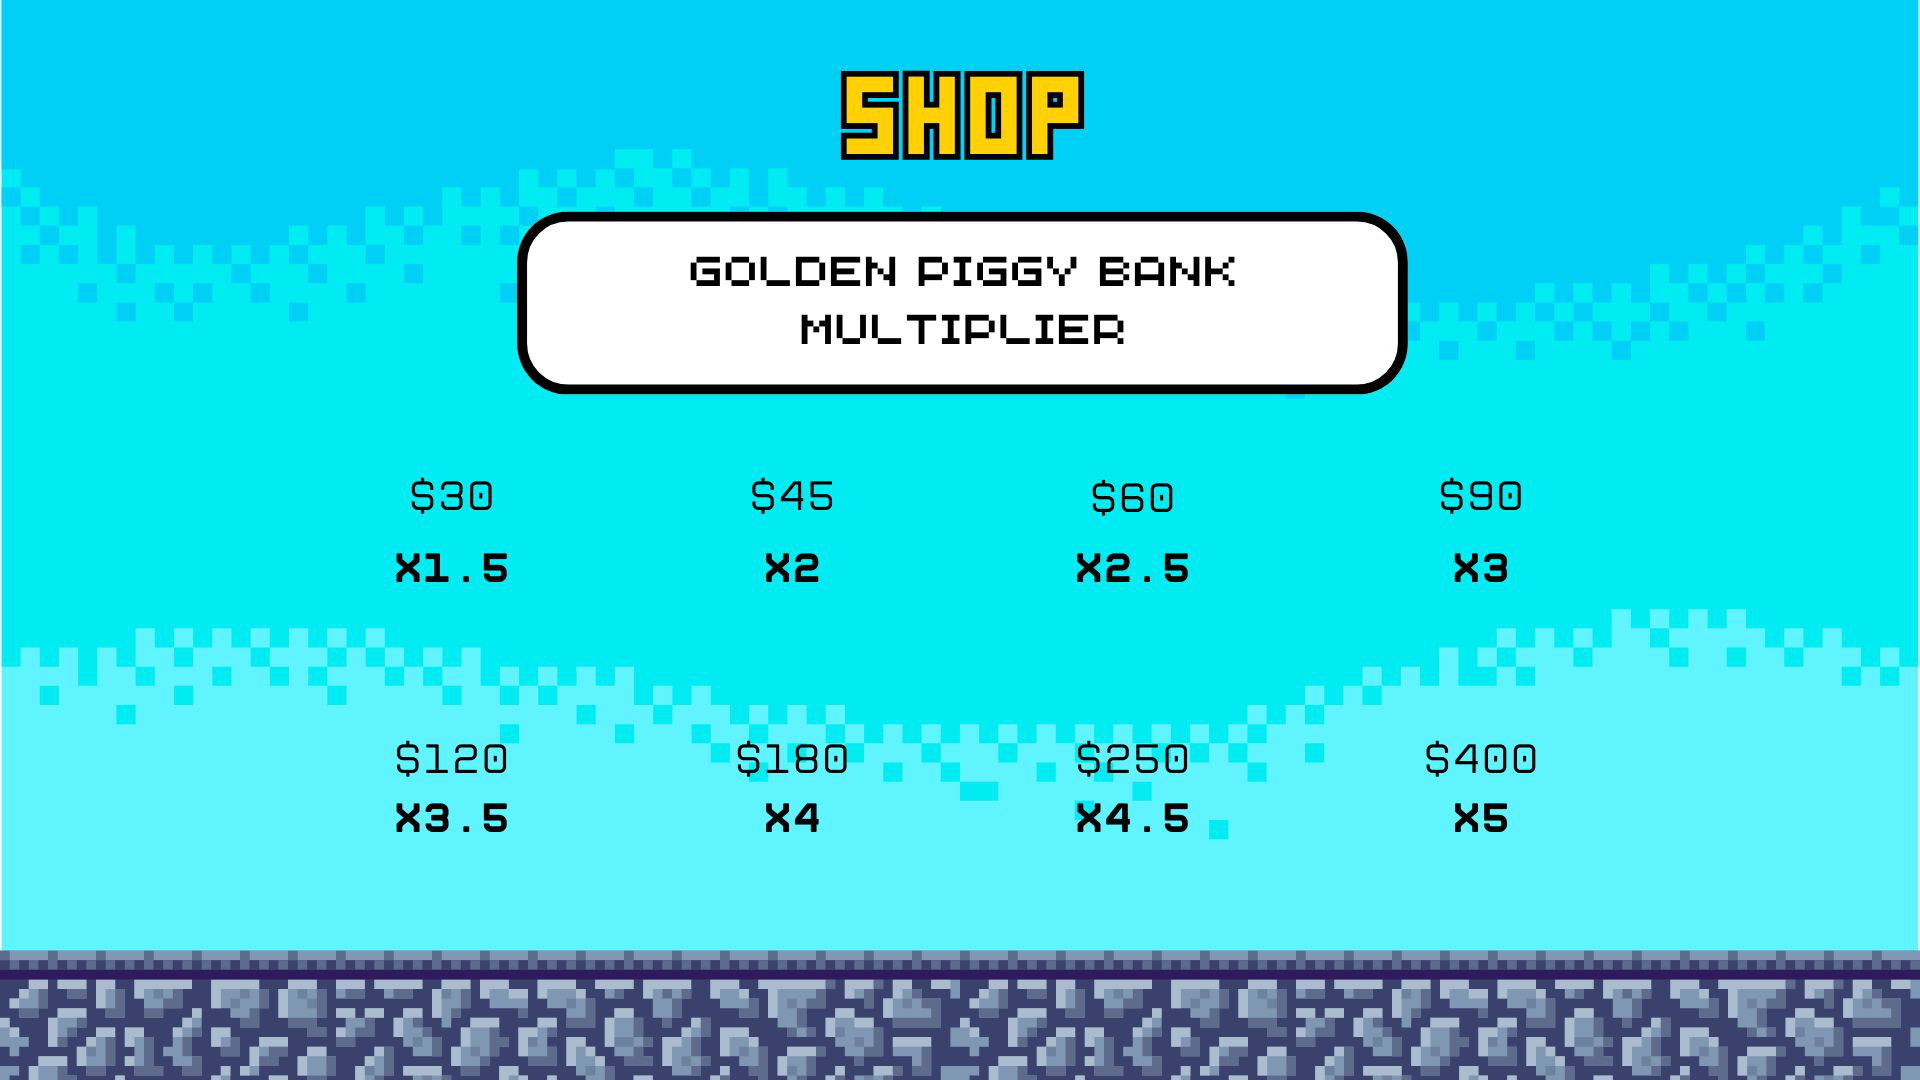 SHOP
GOLDEN PIGGY BANK
MULTIPLIER
$30 $45 $60 $90
X1.5 X2 X2.5 X3
$120 $180 $250 $400
X3.5 X4 X4.5 X5